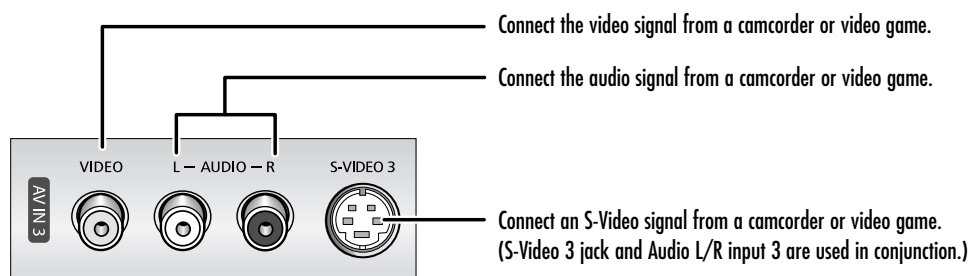 Connect the video signal from a camcorder or video game.
Connect the audio signal from a camcorder or video game.
VIDEO
L – AUDIO – R
S-VIDEO 3
AV IN 3
Connect an S-Video signal from a camcorder or video game.
(S-Video 3 jack and Audio L/R input 3 are used in conjunction.)